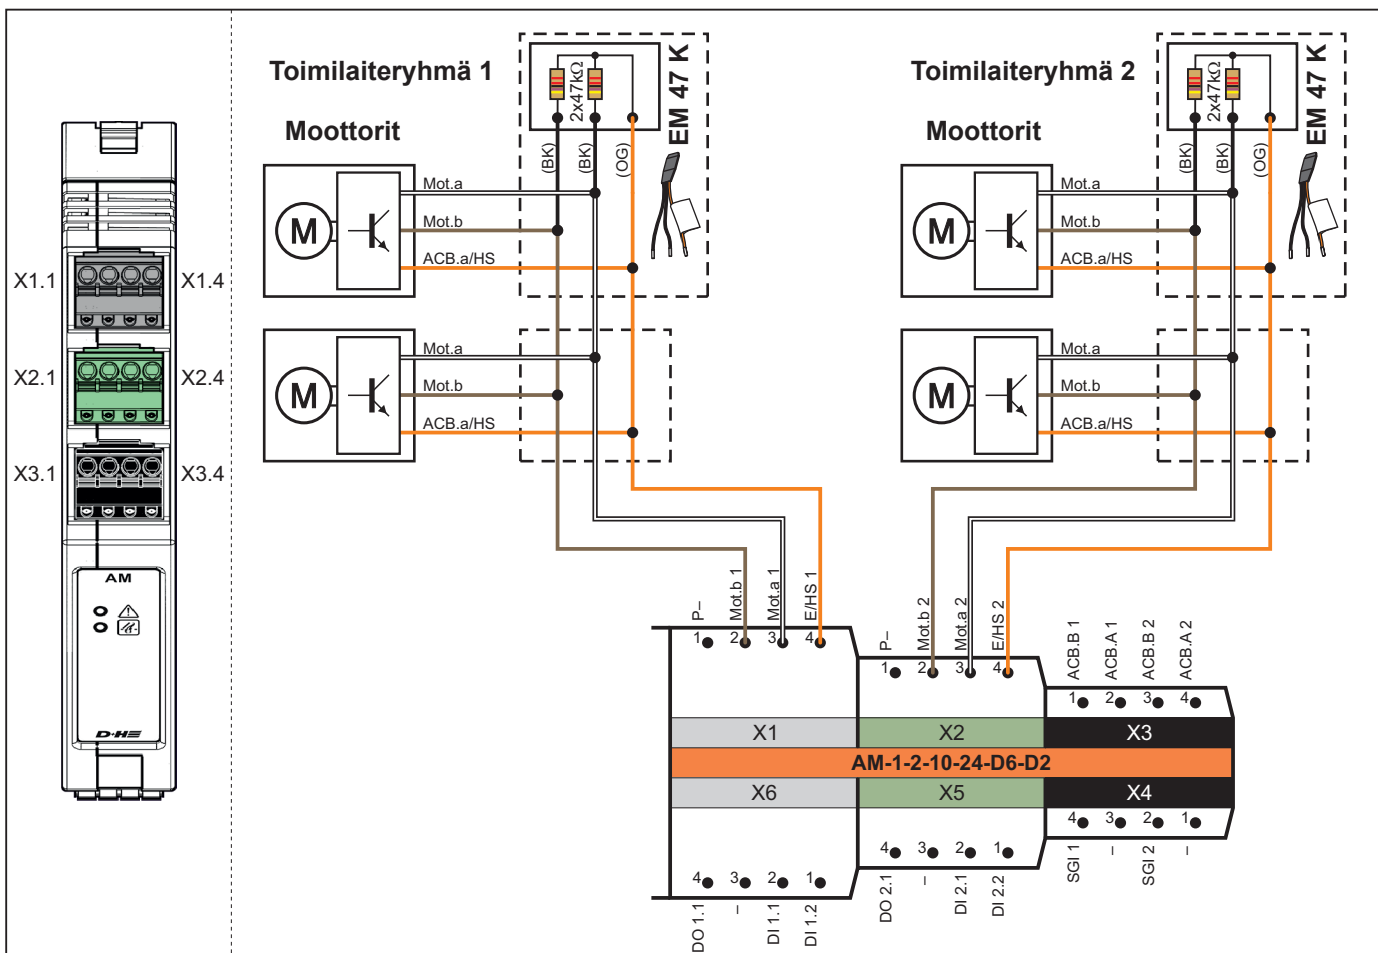 X1.1
X1.4
X2.1
X2.4
X3.1
X3.4
AM
D+H
Toimilaiteryhmä 1
Moottorit
2x47kΩ
EM 47 K
(BK)
(BK)
(OG)
M
Mot.a
Mot.b
ACB.a/HS
M
Mot.a
Mot.b
ACB.a/HS
Toimilaiteryhmä 2
Moottorit
2x47kΩ
EM 47 K
(BK)
(BK)
(OG)
M
Mot.a
Mot.b
ACB.a/HS
M
Mot.a
Mot.b
ACB.a/HS
P–
Mot.b 1
Mot.a 1
E/HS 1
1 2 3 4
P–
Mot.b 2
Mot.a 2
E/HS 2
1 2 3 4
ACB.B 1
ACB.A 1
ACB.B 2
ACB.A 2
1 2 3 4
X1 X2 X3
AM-1-2-10-24-D6-D2
X6 X5 X4
4 3 2 1
DO 1.1
–
DI 1.1
DI 1.2
4 3 2 1
DO 2.1
–
DI 2.1
DI 2.2
4 3 2 1
SGI 1
–
SGI 2
–